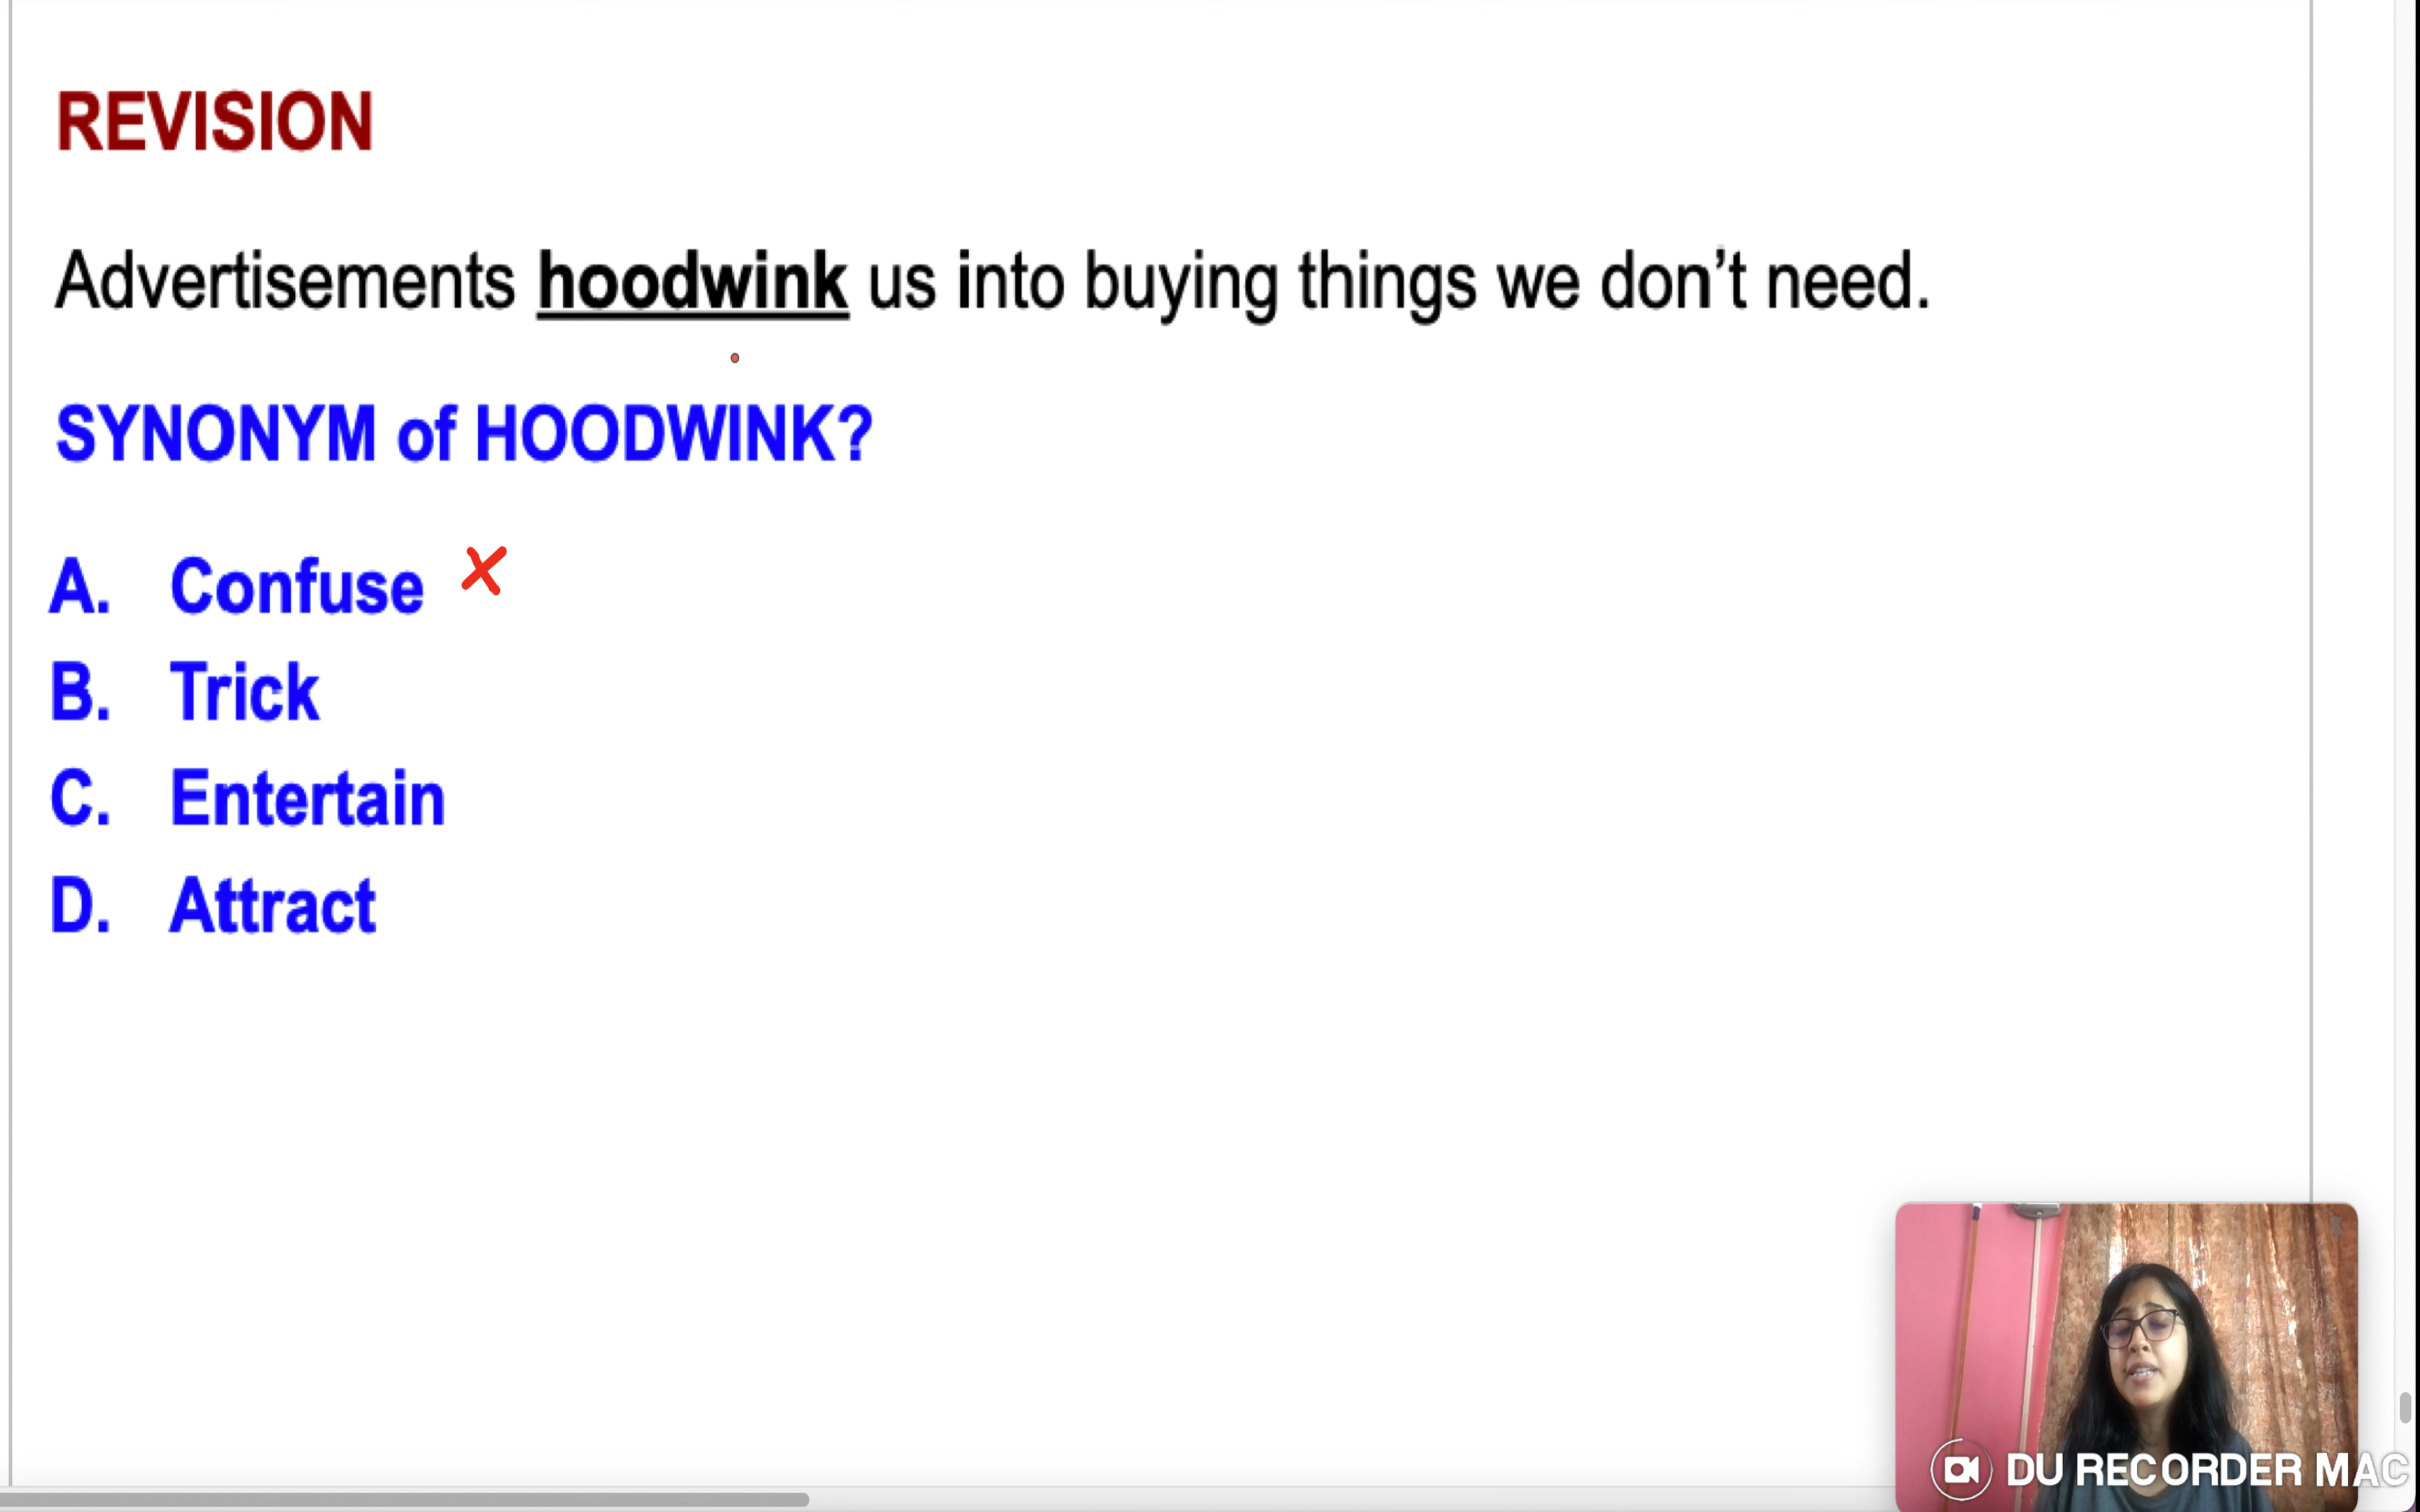 REVISION
Advertisements hoodwink us into buying things we don’t need.
SYNONYM of HOODWINK?
A. Confuse
B. Trick
C. Entertain
D. Attract
DU RECORDER MAC